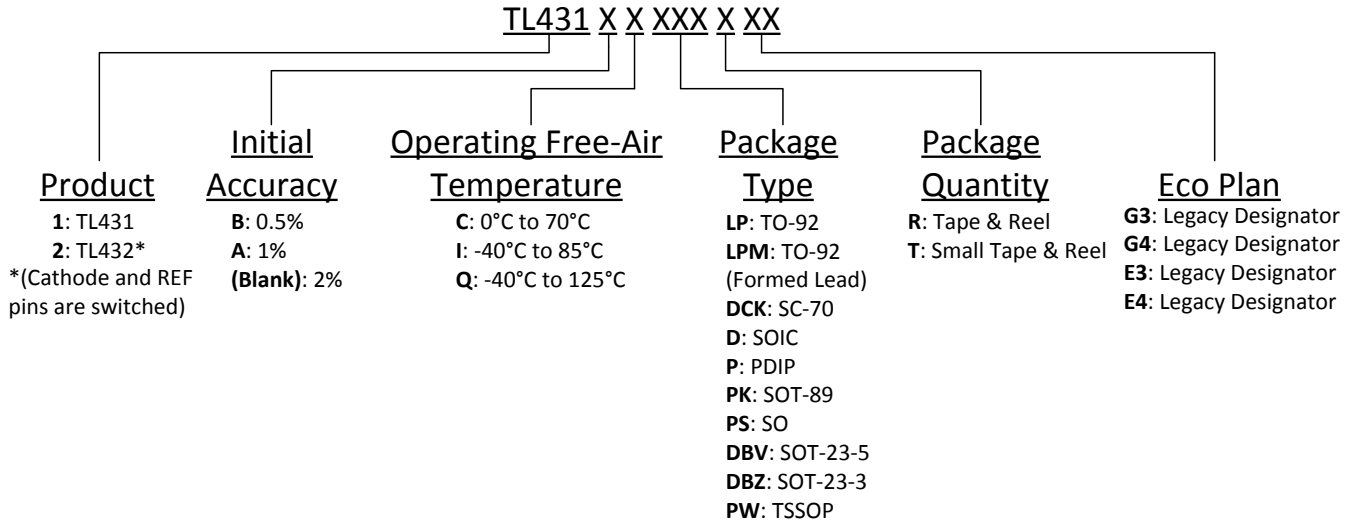 TL431 X X XXX X XX
Product
1: TL431
2: TL432*
*(Cathode and REF
pins are switched)
Initial
Accuracy
B: 0.5%
A: 1%
(Blank): 2%
Operating Free-Air
Temperature
C: 0°C to 70°C
I: -40°C to 85°C
Q: -40°C to 125°C
Package
Type
LP: TO-92
LPM: TO-92
(Formed Lead)
DCK: SC-70
D: SOIC
P: PDIP
PK: SOT-89
PS: SO
DBV: SOT-23-5
DBZ: SOT-23-3
PW: TSSOP
Package
Quantity
R: Tape & Reel
T: Small Tape & Reel
Eco Plan
G3: Legacy Designator
G4: Legacy Designator
E3: Legacy Designator
E4: Legacy Designator